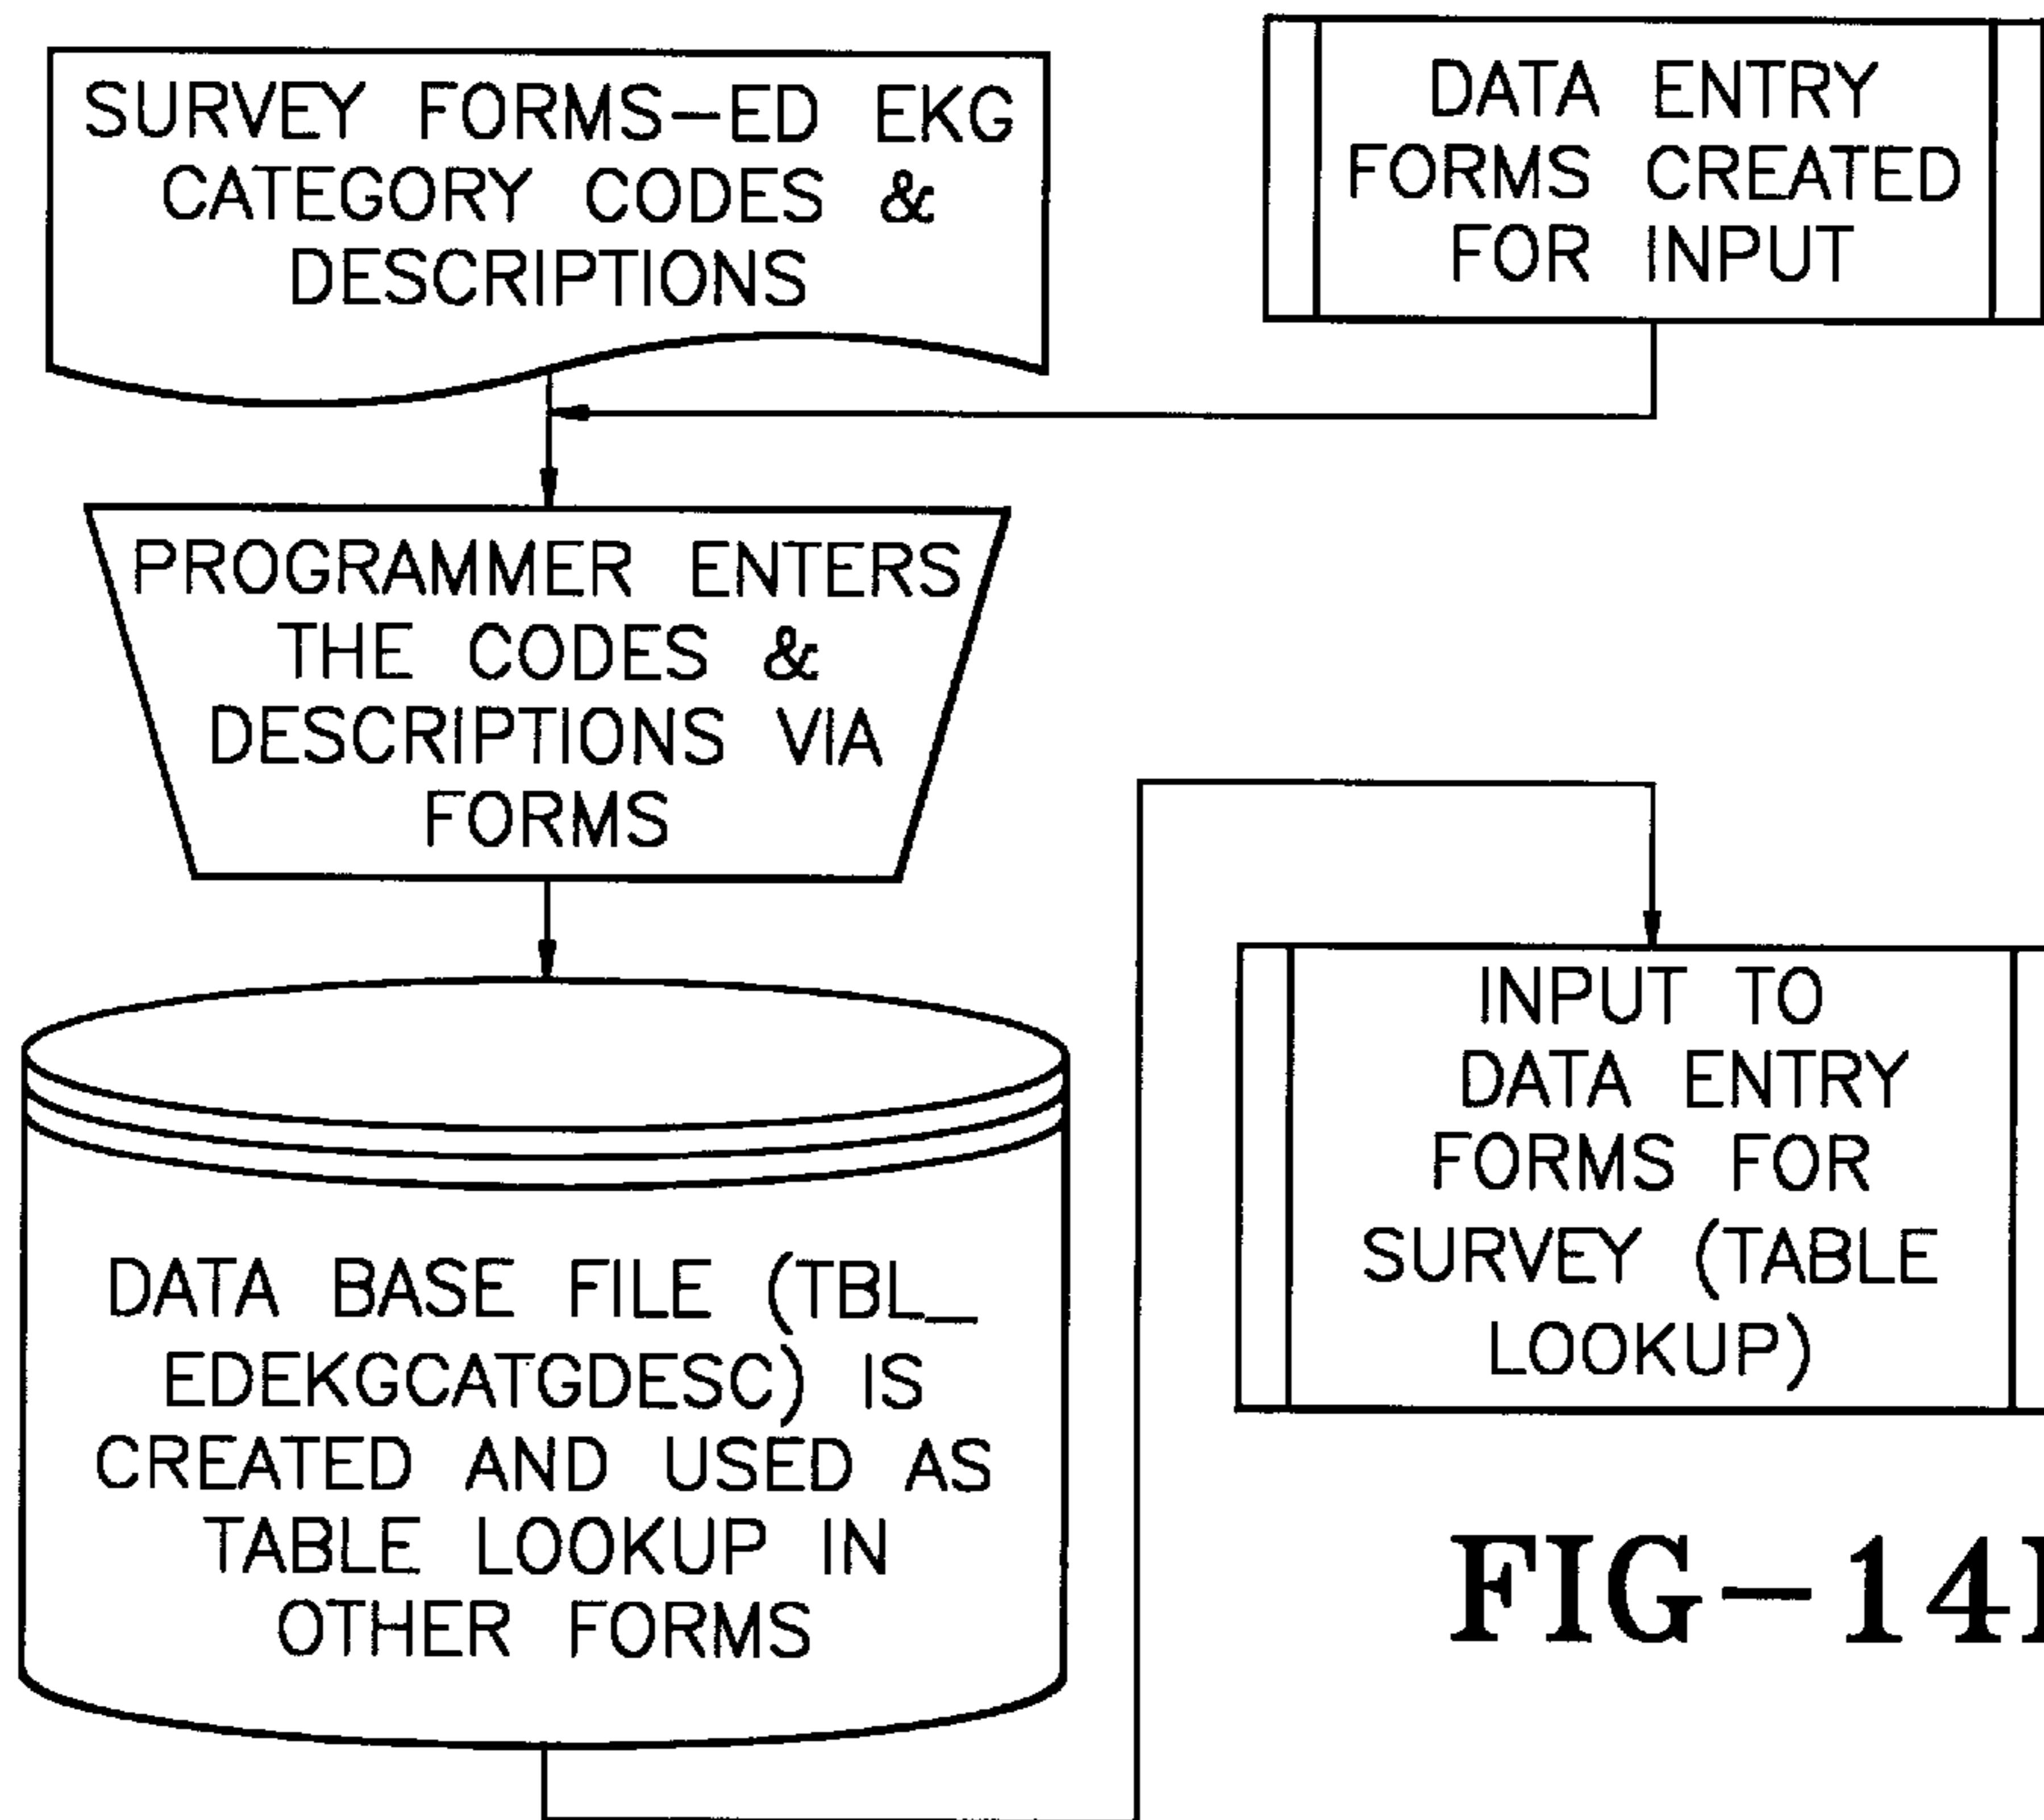 SURVEY FORMS-ED EKG
CATEGORY CODES &
DESCRIPTIONS
DATA ENTRY
FORMS CREATED
FOR INPUT
PROGRAMMER ENTERS
THE CODES &
DESCRIPTIONS VIA
FORMS
DATA BASE FILE (TBL_
EDEKGCATGDESC) IS
CREATED AND USED AS
TABLE LOOKUP IN
OTHER FORMS
INPUT TO
DATA ENTRY
FORMS FOR
SURVEY (TABLE
LOOKUP)
FIG-14